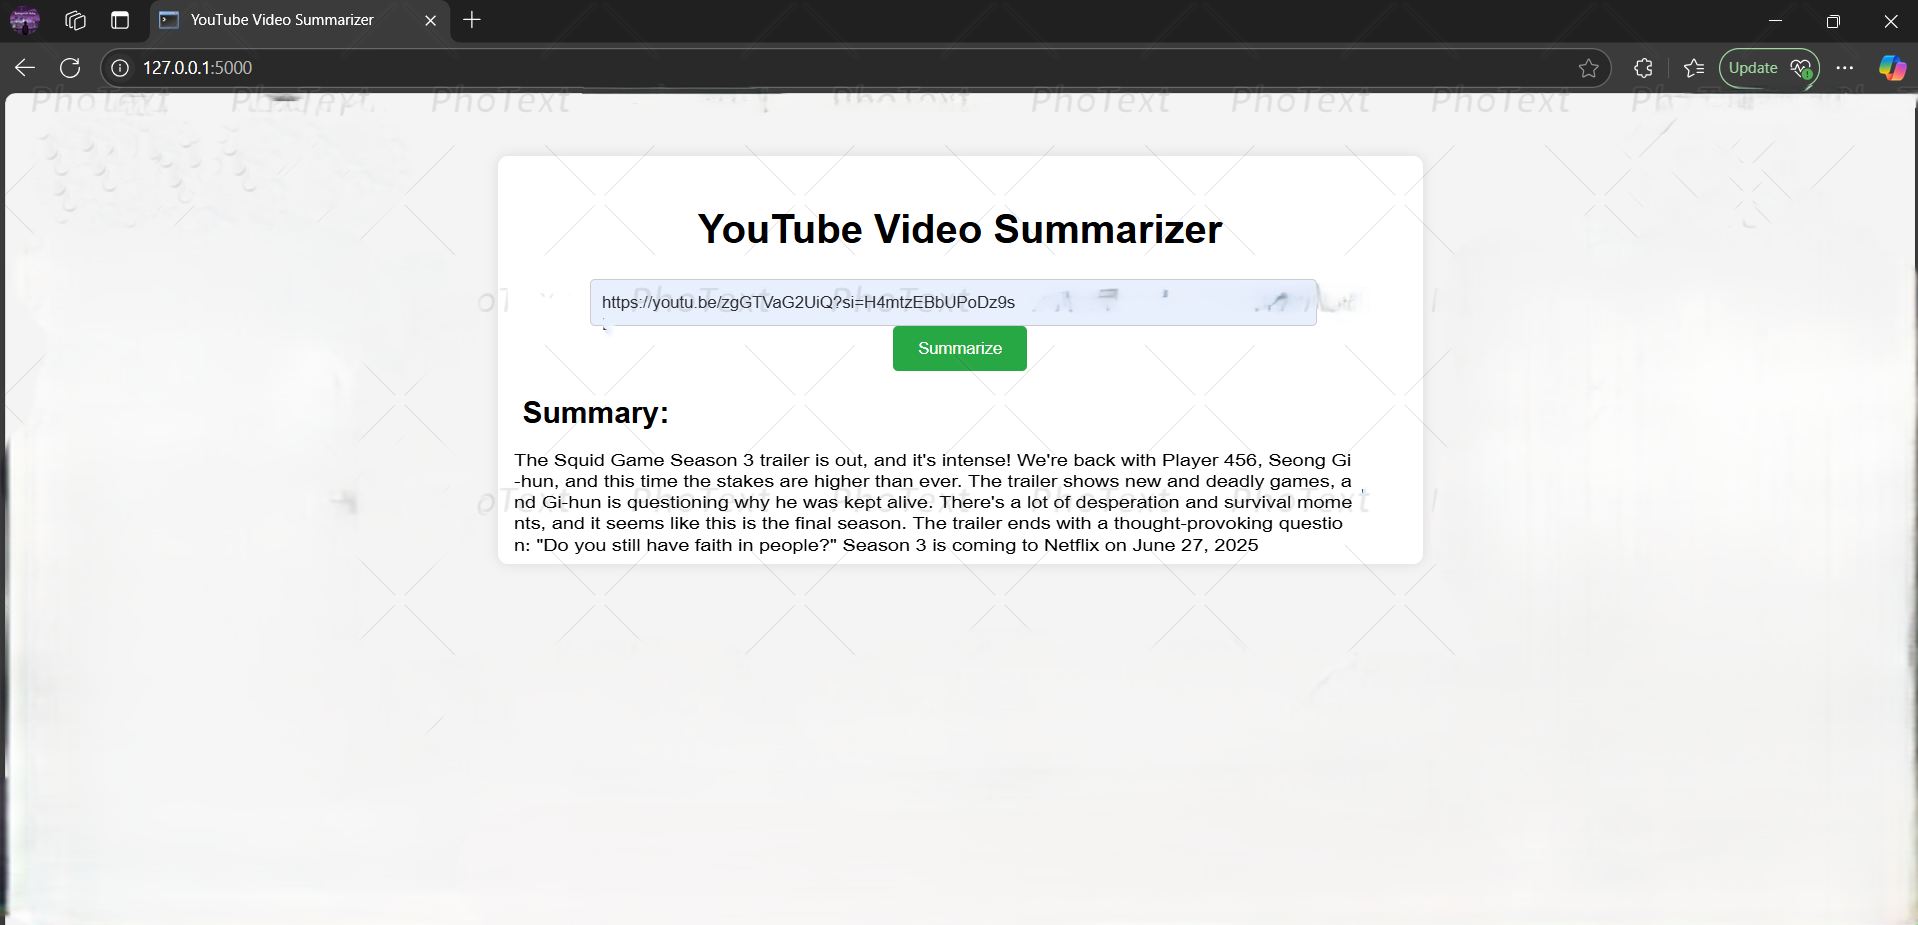 YouTube Video Summarizer
127.0.0.1:5000
Update
PhoText PhoText PhoText PhoText PhoText PhoText PhoText
YouTube Video Summarizer
https://youtu.be/zgGTVaG2UiQ?si=H4mtzEBbUPoDz9s
Summarize
Summary:
The Squid Game Season 3 trailer is out, and it's intense! We're back with Player 456, Seong Gi
-hun, and this time the stakes are higher than ever. The trailer shows new and deadly games, a
nd Gi-hun is questioning why he was kept alive. There's a lot of desperation and survival mome
nts, and it seems like this is the final season. The trailer ends with a thought-provoking questio
n: "Do you still have faith in people?" Season 3 is coming to Netflix on June 27, 2025